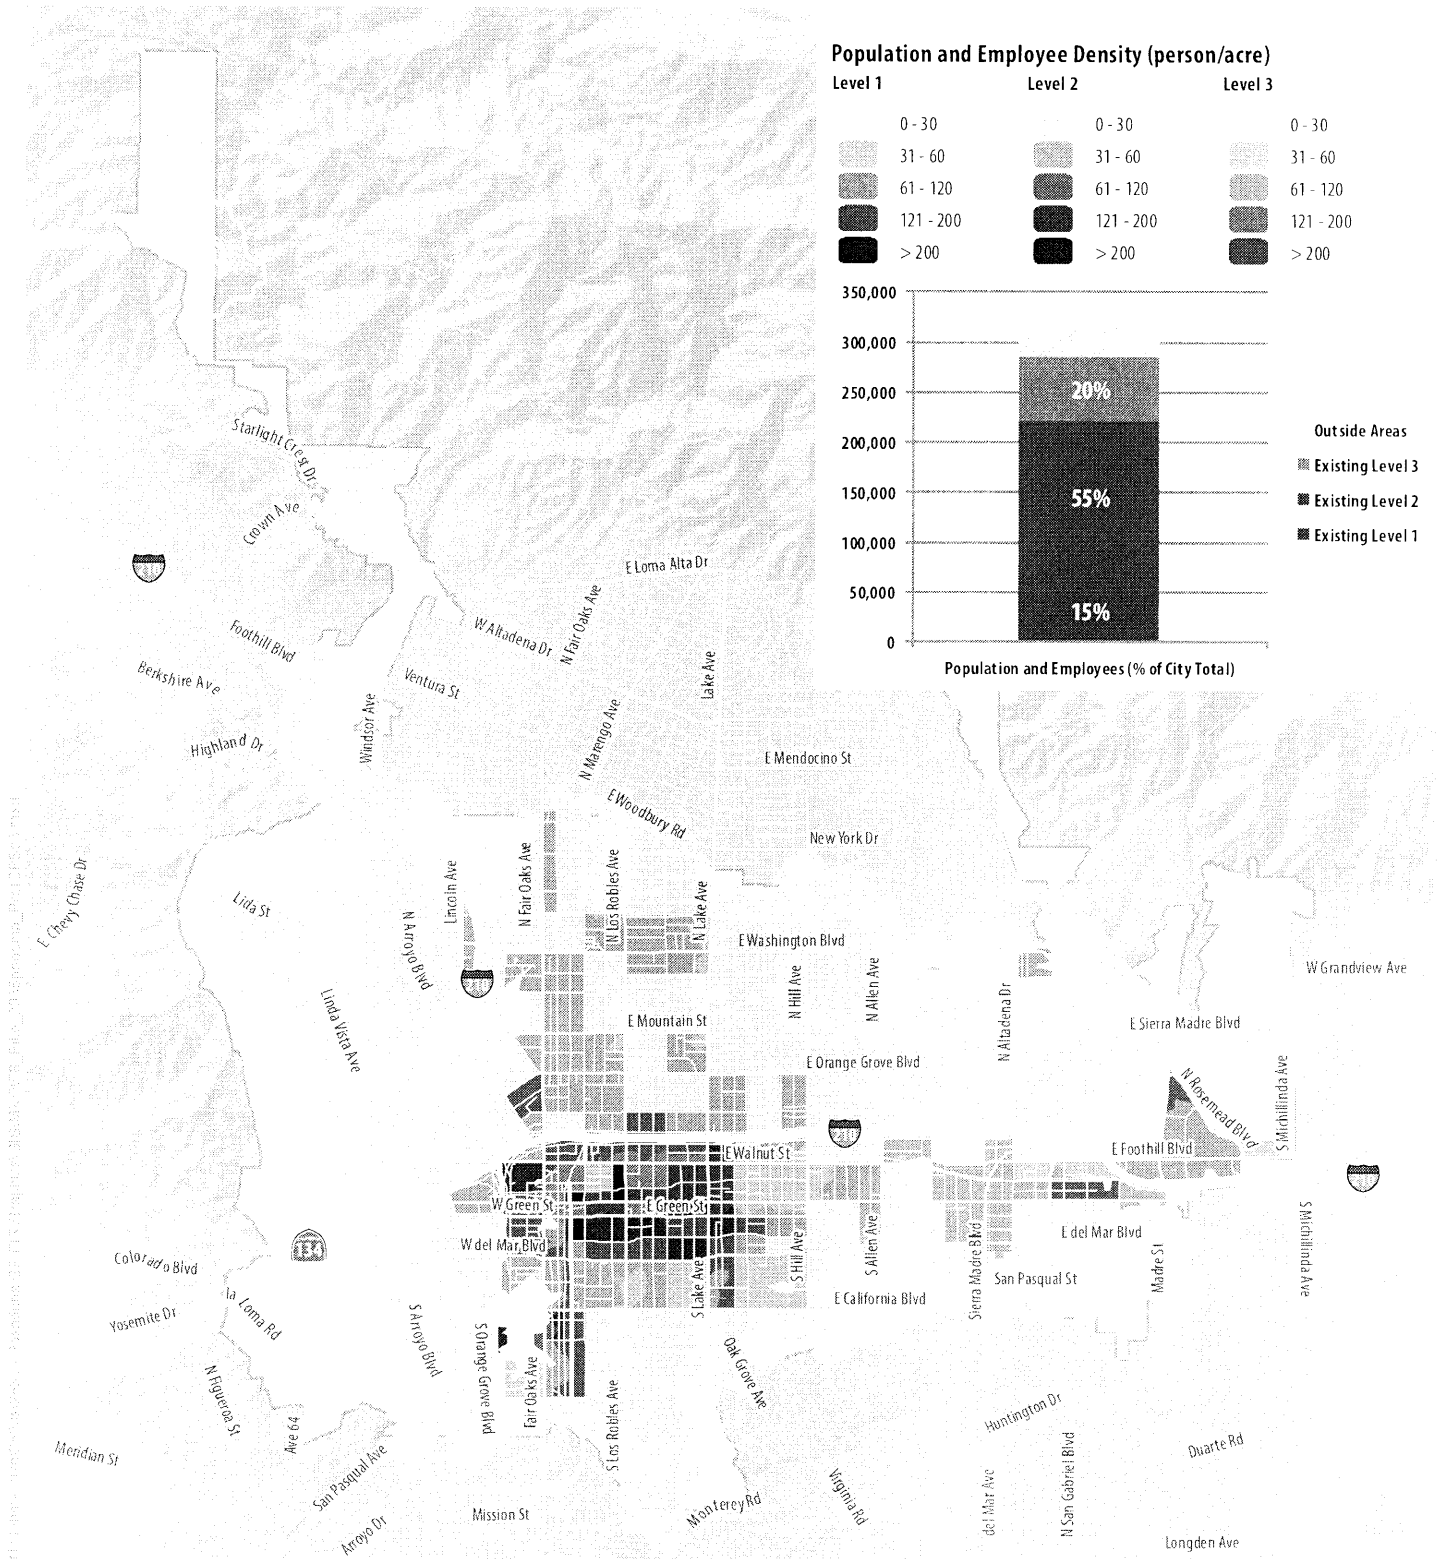 Population and Employee Density (person/acre)
Level 1 Level 2 Level 3
0 - 30 0 - 30 0 - 30
31 - 60 31 - 60 31 - 60
61 - 120 61 - 120 61 - 120
121 - 200 121 - 200 121 - 200
> 200 > 200 > 200
350,000
300,000
250,000
200,000
150,000
100,000
50,000
0
20%
55%
15%
Outside Areas
Existing Level 3
Existing Level 2
Existing Level 1
Population and Employees (% of City Total)
Starlight Crest Dr
Crown Ave
210
E Loma Alta Dr
N Fair Oaks Ave
W Altadena Dr
Foothill Blvd
Berkshire Ave
Ventura St
Lake Ave
Windsor Ave
Highland Dr
N Marengo Ave
E Mendocino St
E Woodbury Rd
New York Dr
E Chevy Chase Dr
Lida St
Lincoln Ave
N Fair Oaks Ave
N Los Robles Ave
N Lake Ave
N Arroyo Blvd
E Washington Blvd
W Grandview Ave
N Hill Ave
N Allen Ave
210
Linda Vista Ave
E Mountain St
N Altadena Dr
E Sierra Madre Blvd
E Orange Grove Blvd
N Rosemead Blvd
S Michillinda Ave
210
E Walnut St
E Foothill Blvd
W Green St
E Green St
134
W del Mar Blvd
S Hill Ave
S Allen Ave
Sierra Madre Blvd
E del Mar Blvd
Madre St
S Michillinda Ave
Colorado Blvd
San Pasqual St
S Lake Ave
E California Blvd
Yosemite Dr
la Loma Rd
S Arroyo Blvd
S Orange Grove Blvd
Fair Oaks Ave
Oak Grove Ave
N Figueroa St
Ave 64
S Los Robles Ave
Huntington Dr
Meridian St
San Pasqual Ave
Duarte Rd
Arroyo Dr
Mission St
Monterey Rd
Virginia Rd
del Mar Ave
N San Gabriel Blvd
Longden Ave